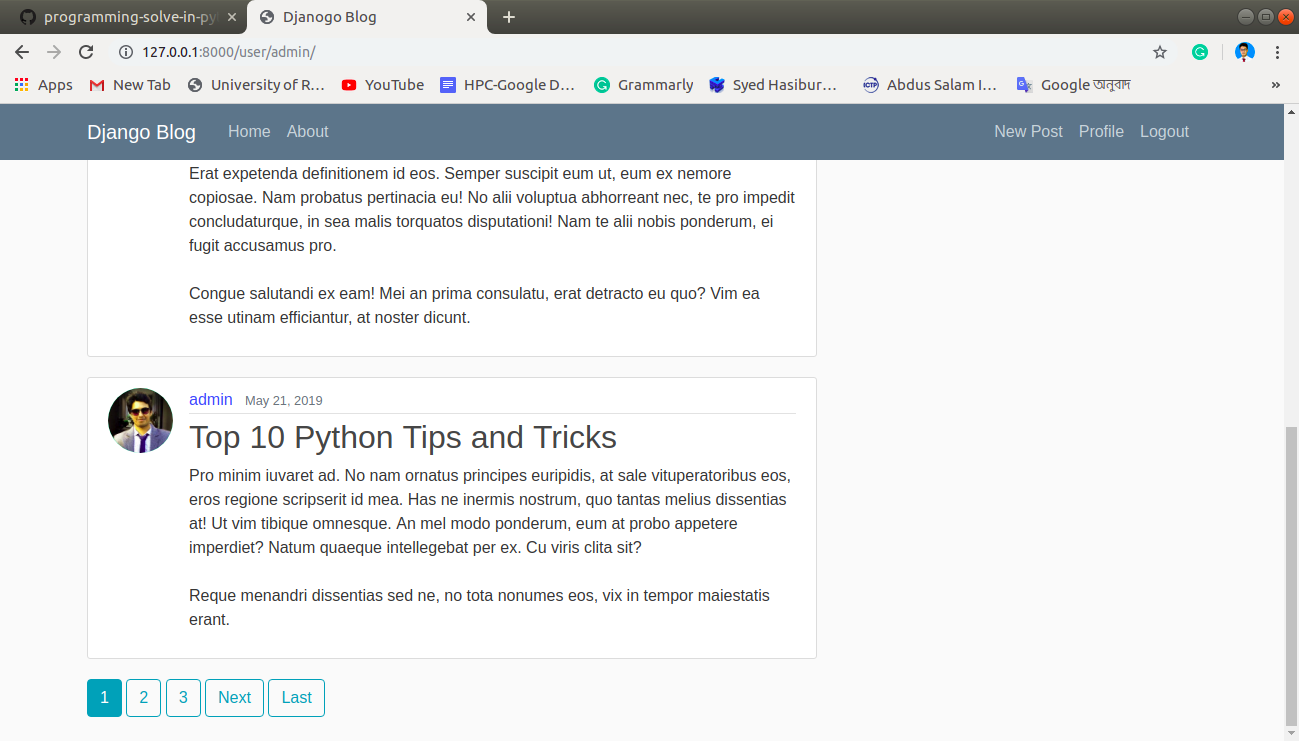 programming-solve-in-py
Djanogo Blog
127.0.0.1:8000/user/admin/
Apps New Tab University of R... YouTube HPC-Google D... Grammarly Syed Hasibur... ICTP Abdus Salam I... Google অনুবাদ »
Django Blog Home About New Post Profile Logout
Erat expetenda definitionem id eos. Semper suscipit eum ut, eum ex nemore
copiosae. Nam probatus pertinacia eu! No alii voluptua abhorreant nec, te pro impedit
concludaturque, in sea malis torquatos disputationi! Nam te alii nobis ponderum, ei
fugit accusamus pro.
Congue salutandi ex eam! Mei an prima consulatu, erat detracto eu quo? Vim ea
esse utinam efficiantur, at noster dicunt.
admin May 21, 2019
Top 10 Python Tips and Tricks
Pro minim iuvaret ad. No nam ornatus principes euripidis, at sale vituperatoribus eos,
eros regione scripserit id mea. Has ne inermis nostrum, quo tantas melius dissentias
at! Ut vim tibique omnesque. An mel modo ponderum, eum at probo appetere
imperdiet? Natum quaeque intellegebat per ex. Cu viris clita sit?
Reque menandri dissentias sed ne, no tota nonumes eos, vix in tempor maiestatis
erant.
1 2 3 Next Last